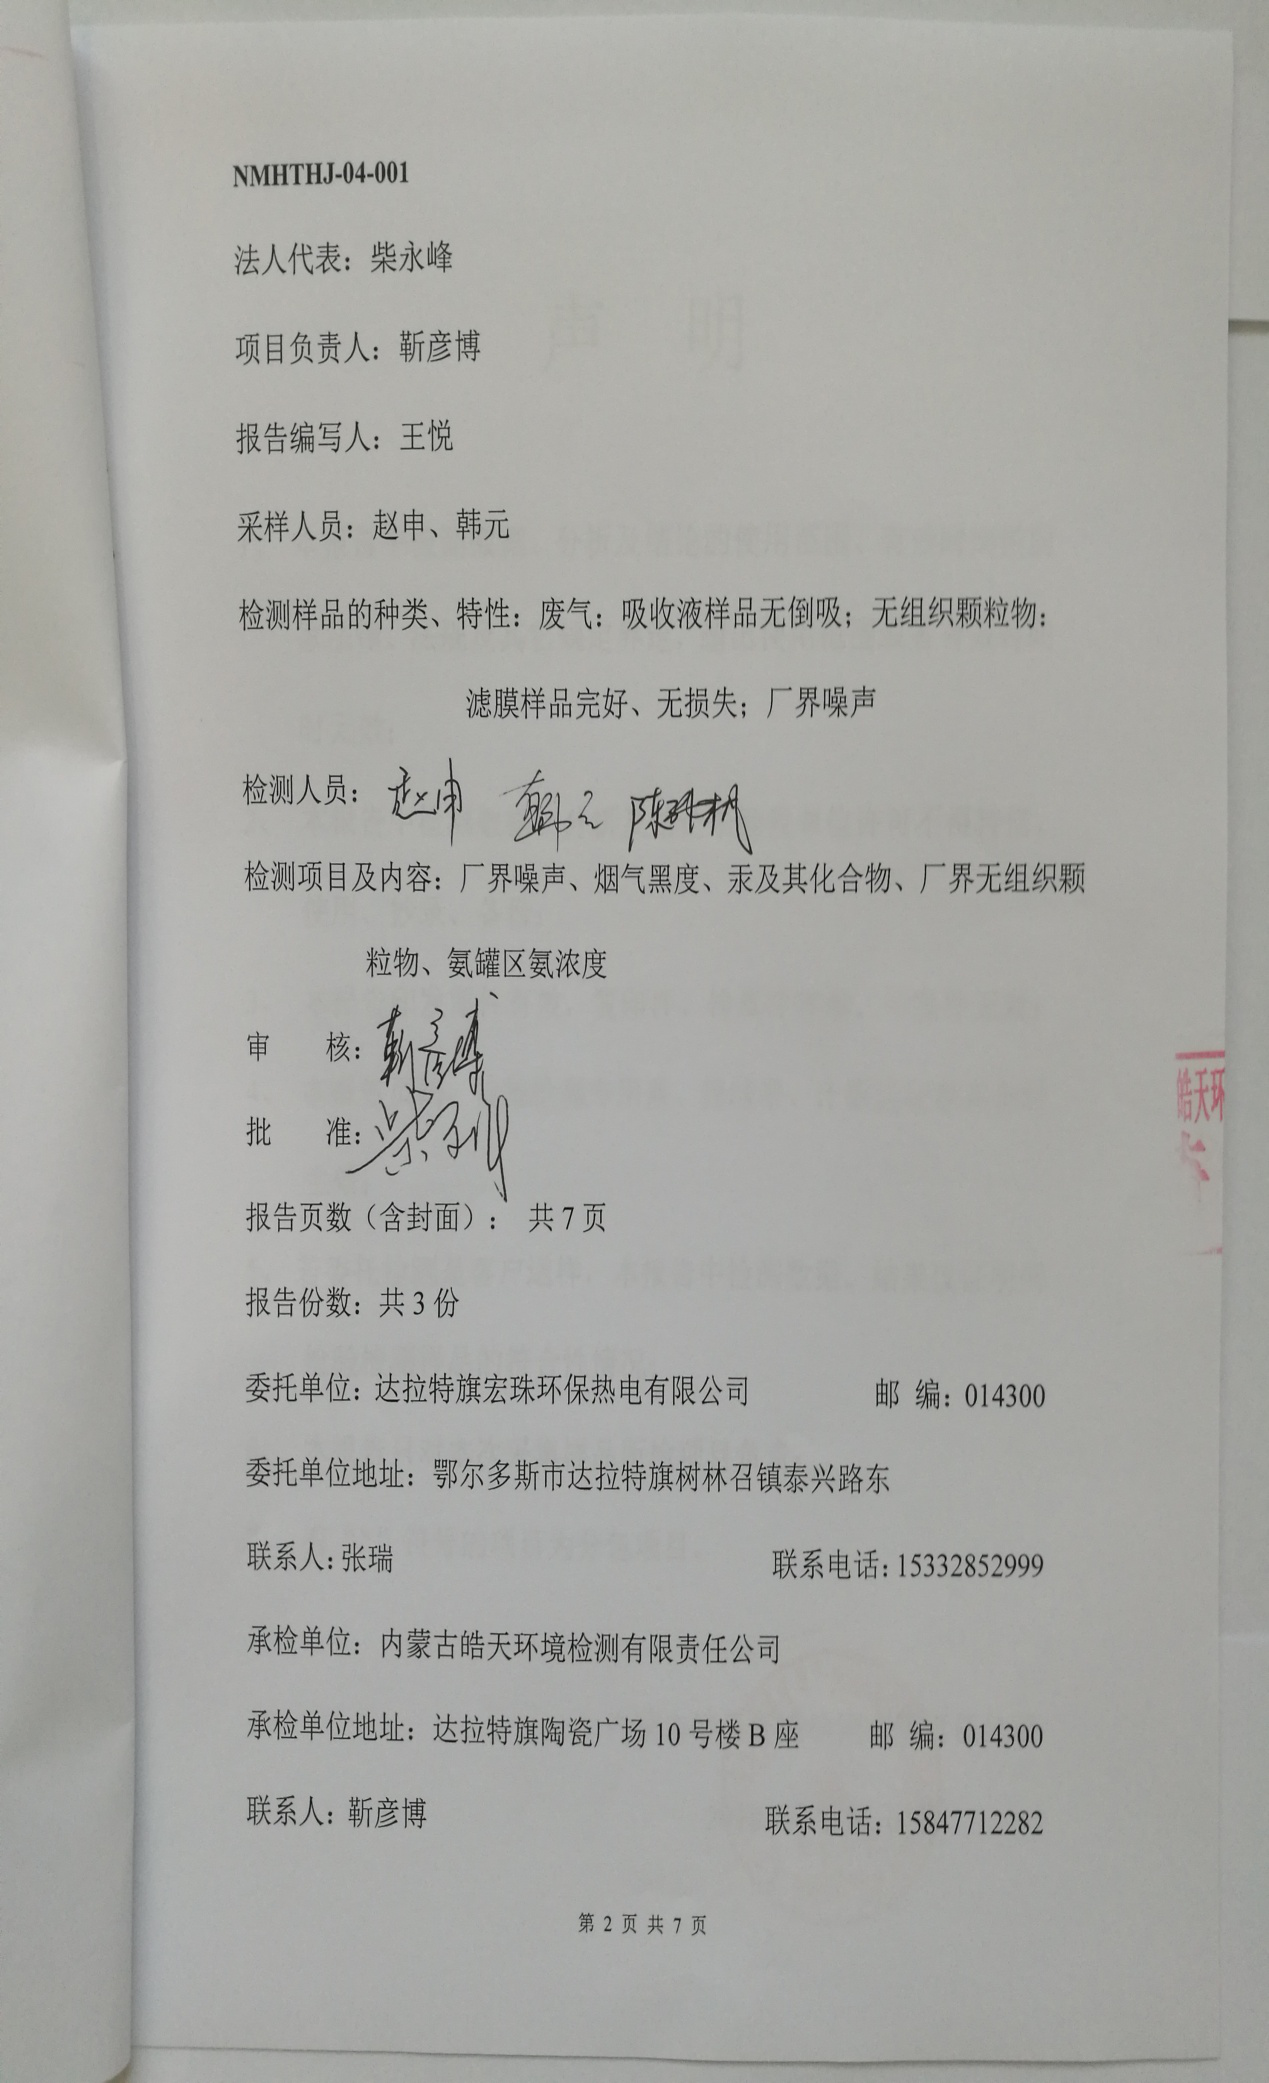 NMHTHJ-04-001
法人代表：柴永峰
声 明
项目负责人：靳彦博
报告编写人：王悦
采样人员：赵申、韩元
检测样品的种类、特性：废气：吸收液样品无倒吸；无组织颗粒物：
滤膜样品完好、无损失；厂界噪声
检测人员：赵申 韩元
检测项目及内容：厂界噪声、烟气黑度、汞及其化合物、厂界无组织颗
粒物、氨罐区氨浓度
审 核：靳彦博
批 准：
皓天环
报告页数（含封面）： 共 7 页
报告份数：共 3 份
委托单位：达拉特旗宏珠环保热电有限公司 邮 编：014300
委托单位地址：鄂尔多斯市达拉特旗树林召镇泰兴路东
联系人：张瑞 联系电话：15332852999
承检单位：内蒙古皓天环境检测有限责任公司
承检单位地址：达拉特旗陶瓷广场 10 号楼 B 座 邮 编：014300
联系人：靳彦博 联系电话：15847712282
第 2 页 共 7 页